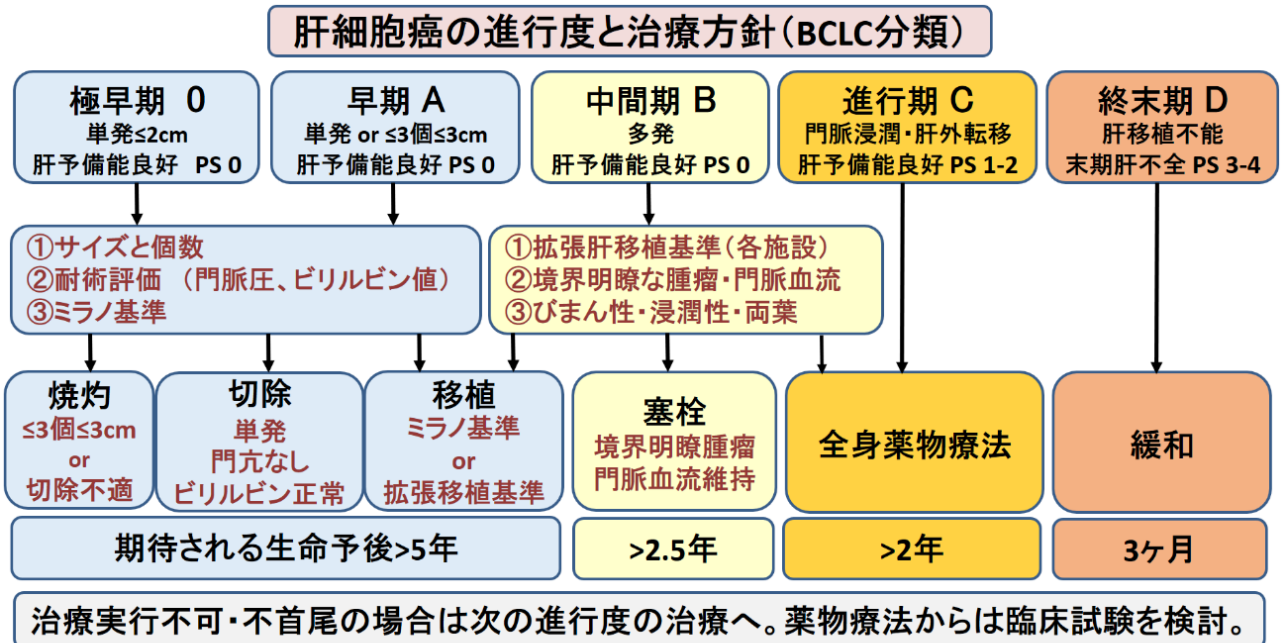 肝細胞癌の進行度と治療方針（BCLC分類）
極早期 0
単発≤2cm
肝予備能良好 PS 0
早期 A
単発 or ≤3個≤3cm
肝予備能良好 PS 0
中間期 B
多発
肝予備能良好 PS 0
進行期 C
門脈浸潤・肝外転移
肝予備能良好 PS 1-2
終末期 D
肝移植不能
末期肝不全 PS 3-4
①サイズと個数
②耐術評価 （門脈圧、ビリルビン値）
③ミラノ基準
①拡張肝移植基準（各施設）
②境界明瞭な腫瘤・門脈血流
③びまん性・浸潤性・両葉
焼灼
≤3個≤3cm
or
切除不適
切除
単発
門亢なし
ビリルビン正常
移植
ミラノ基準
or
拡張移植基準
塞栓
境界明瞭腫瘤
門脈血流維持
全身薬物療法
緩和
期待される生命予後>5年
>2.5年
>2年
3ヶ月
治療実行不可・不首尾の場合は次の進行度の治療へ。薬物療法からは臨床試験を検討。